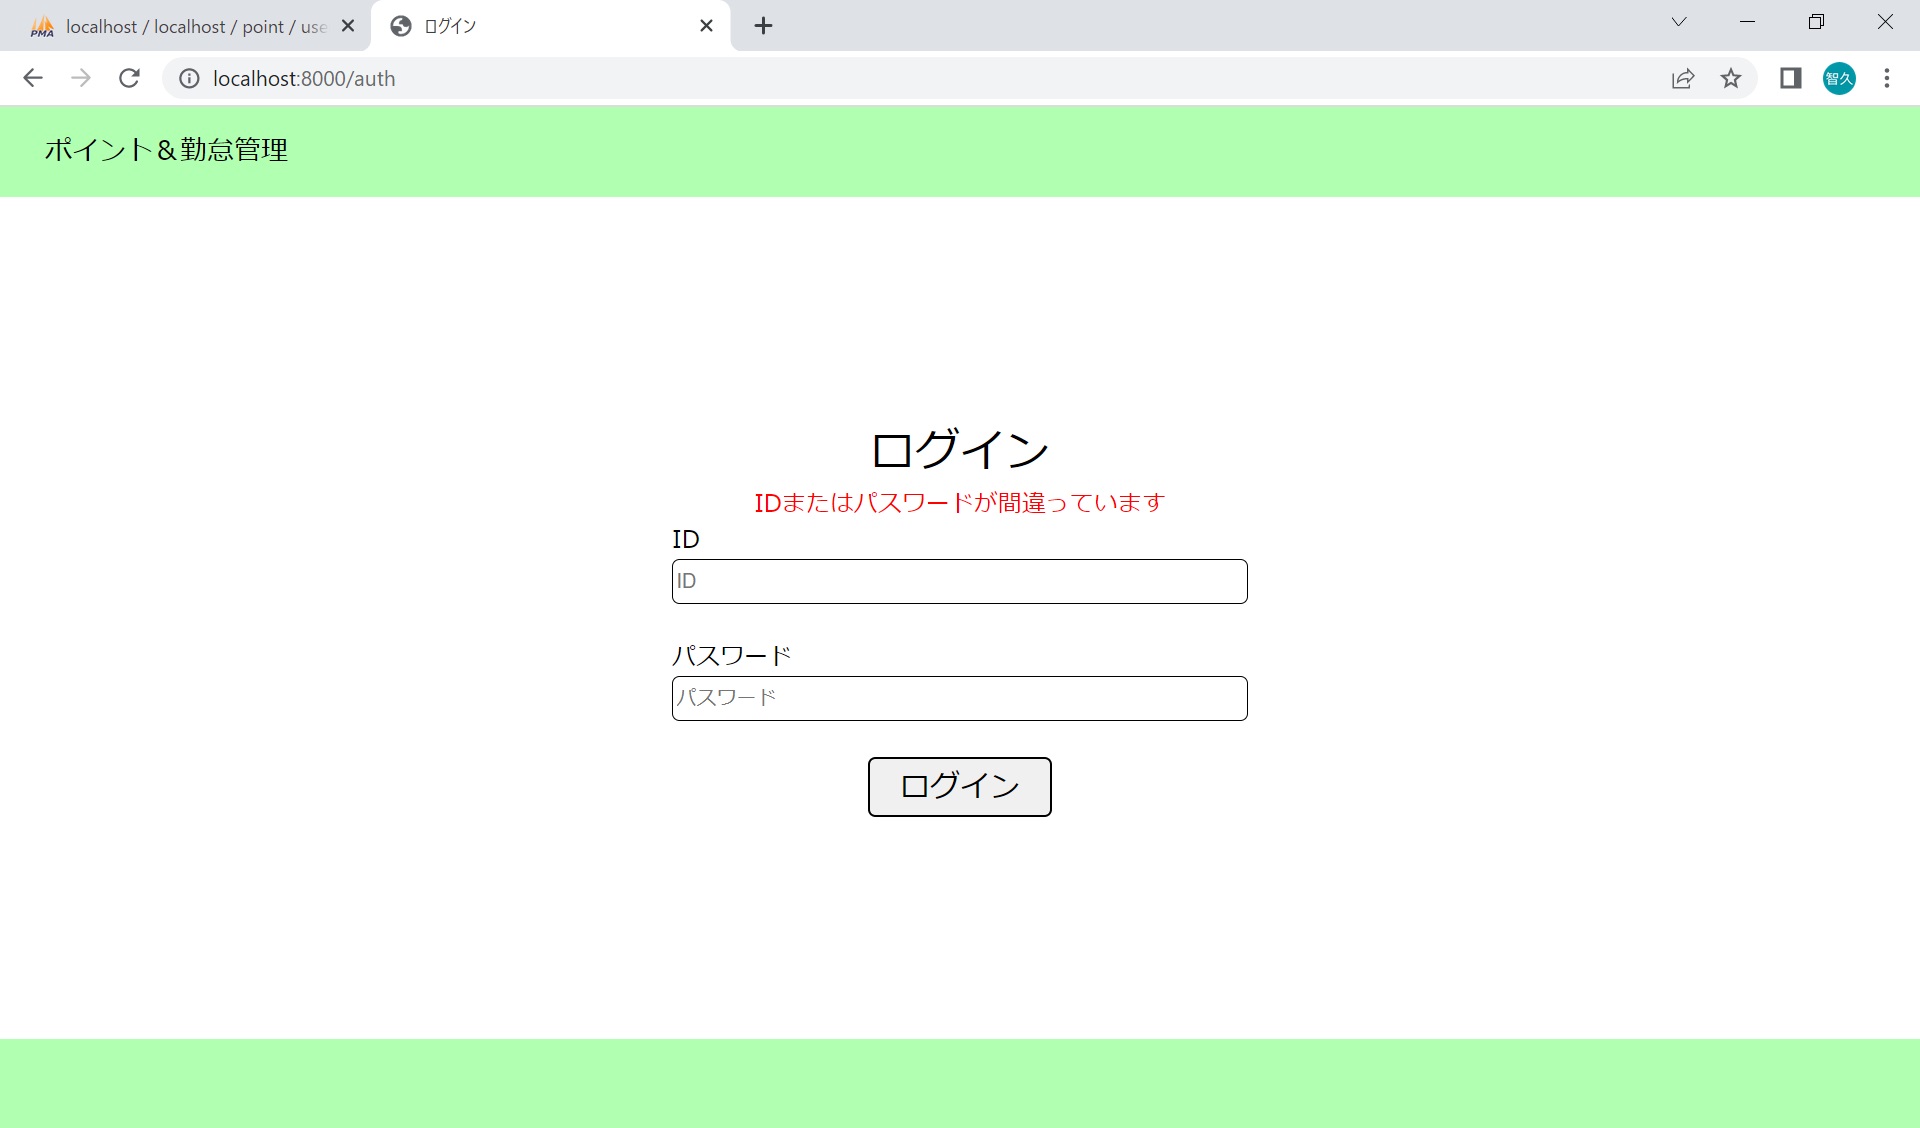 localhost / localhost / point / use
ログイン
localhost:8000/auth
智久
ポイント＆勤怠管理
ログイン
IDまたはパスワードが間違っています
ID
ID
パスワード
パスワード
ログイン